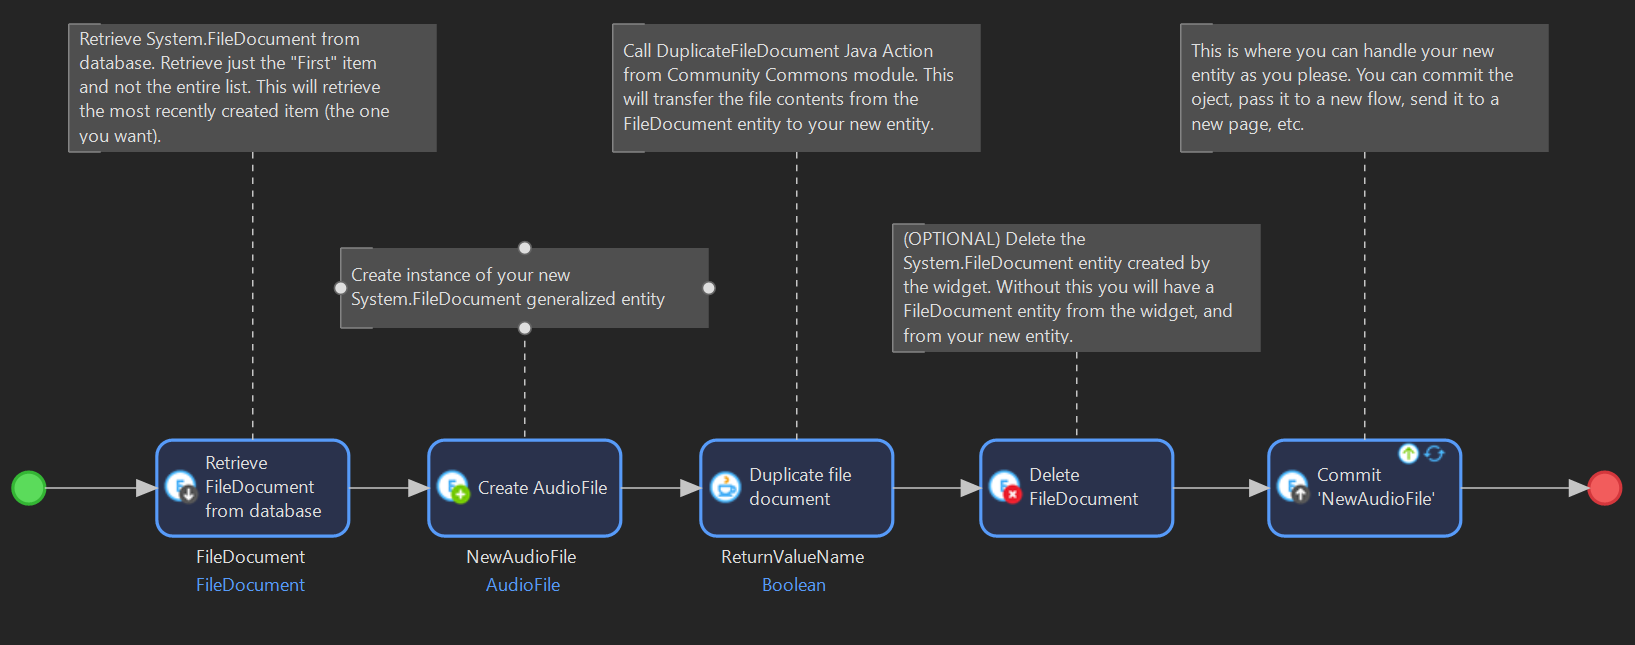 Retrieve System.FileDocument from
database. Retrieve just the "First" item
and not the entire list. This will retrieve
the most recently created item (the one
you want).
Call DuplicateFileDocument Java Action
from Community Commons module. This
will transfer the file contents from the
FileDocument entity to your new entity.
This is where you can handle your new
entity as you please. You can commit the
oject, pass it to a new flow, send it to a
new page, etc.
Create instance of your new
System.FileDocument generalized entity
(OPTIONAL) Delete the
System.FileDocument entity created by
the widget. Without this you will have a
FileDocument entity from the widget, and
from your new entity.
Retrieve
FileDocument
from database
FileDocument
FileDocument
Create AudioFile
NewAudioFile
AudioFile
Duplicate file
document
ReturnValueName
Boolean
Delete
FileDocument
Commit
'NewAudioFile'